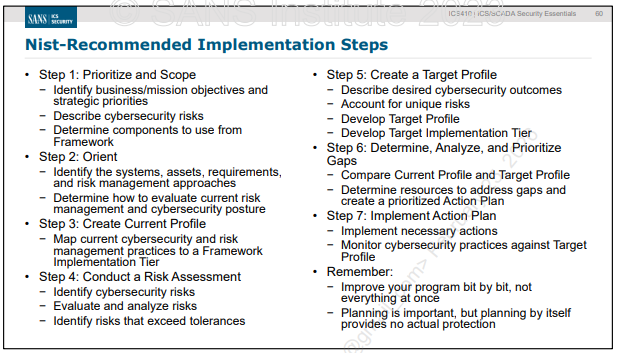 © SANS Institute 2023
SANS ICS SECURITY
ICS410 | ICS/SCADA Security Essentials 60
Nist-Recommended Implementation Steps
• Step 1: Prioritize and Scope
– Identify business/mission objectives and
strategic priorities
– Describe cybersecurity risks
– Determine components to use from
Framework
• Step 2: Orient
– Identify the systems, assets, requirements,
and risk management approaches
– Determine how to evaluate current risk
management and cybersecurity posture
• Step 3: Create Current Profile
– Map current cybersecurity and risk
management practices to a Framework
Implementation Tier
• Step 4: Conduct a Risk Assessment
– Identify cybersecurity risks
– Evaluate and analyze risks
– Identify risks that exceed tolerances
• Step 5: Create a Target Profile
– Describe desired cybersecurity outcomes
– Account for unique risks
– Develop Target Profile
– Develop Target Implementation Tier
• Step 6: Determine, Analyze, and Prioritize
Gaps
– Compare Current Profile and Target Profile
– Determine resources to address gaps and
create a prioritized Action Plan
• Step 7: Implement Action Plan
– Implement necessary actions
– Monitor cybersecurity practices against Target
Profile
• Remember:
– Improve your program bit by bit, not
everything at once
– Planning is important, but planning by itself
provides no actual protection